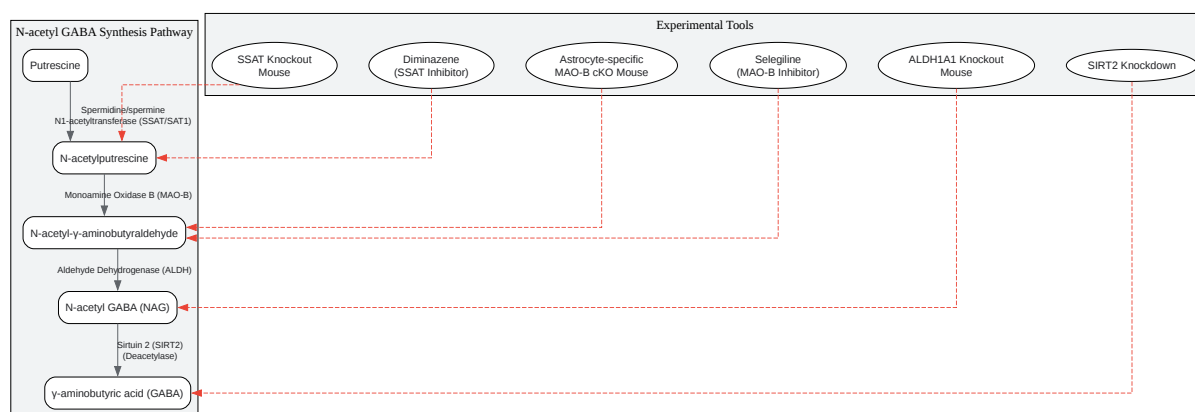 N-acetyl GABA Synthesis Pathway
Experimental Tools
Putrescine
SSAT Knockout
Mouse
Diminazene
(SSAT Inhibitor)
Astrocyte-specific
MAO-B cKO Mouse
Selegiline
(MAO-B Inhibitor)
ALDH1A1 Knockout
Mouse
SIRT2 Knockdown
Spermidine/spermine
N1-acetyltransferase (SSAT/SAT1)
N-acetylputrescine
Monoamine Oxidase B (MAO-B)
N-acetyl-γ-aminobutyraldehyde
Aldehyde Dehydrogenase (ALDH)
N-acetyl GABA (NAG)
Sirtuin 2 (SIRT2)
(Deacetylase)
γ-aminobutyric acid (GABA)